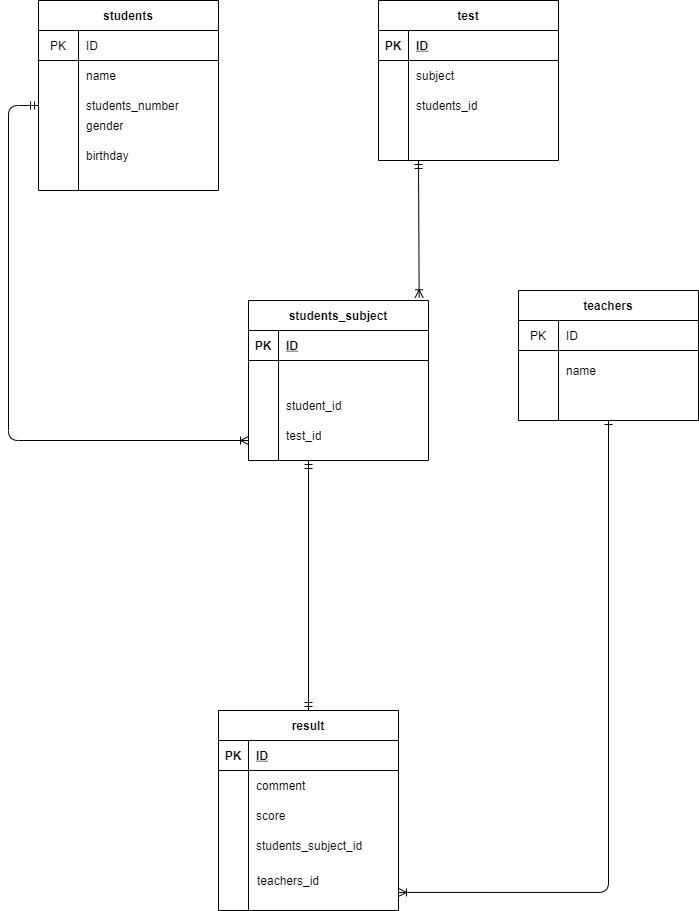 students
PK ID
name
students_number
gender
birthday
test
PK ID
subject
students_id
students_subject
PK ID
student_id
test_id
teachers
PK ID
name
result
PK ID
comment
score
students_subject_id
teachers_id